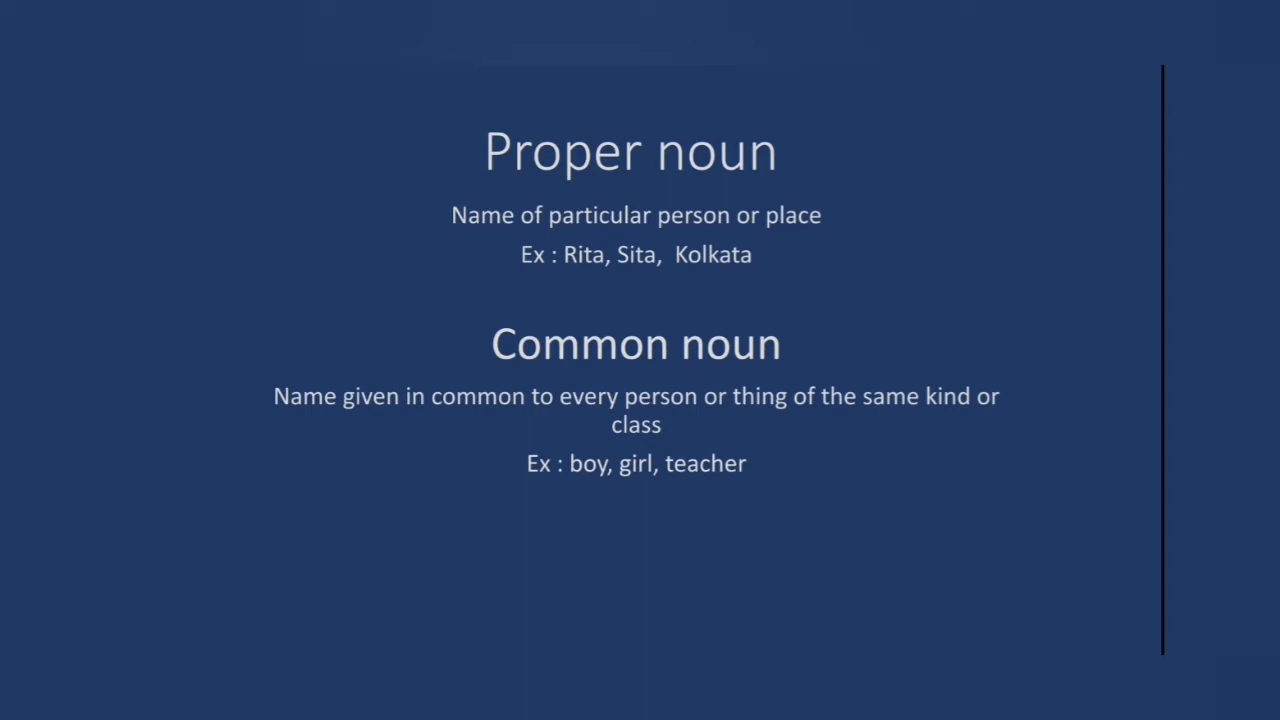 Proper noun
Name of particular person or place
Ex : Rita, Sita,  Kolkata
Common noun
Name given in common to every person or thing of the same kind or
class
Ex : boy, girl, teacher